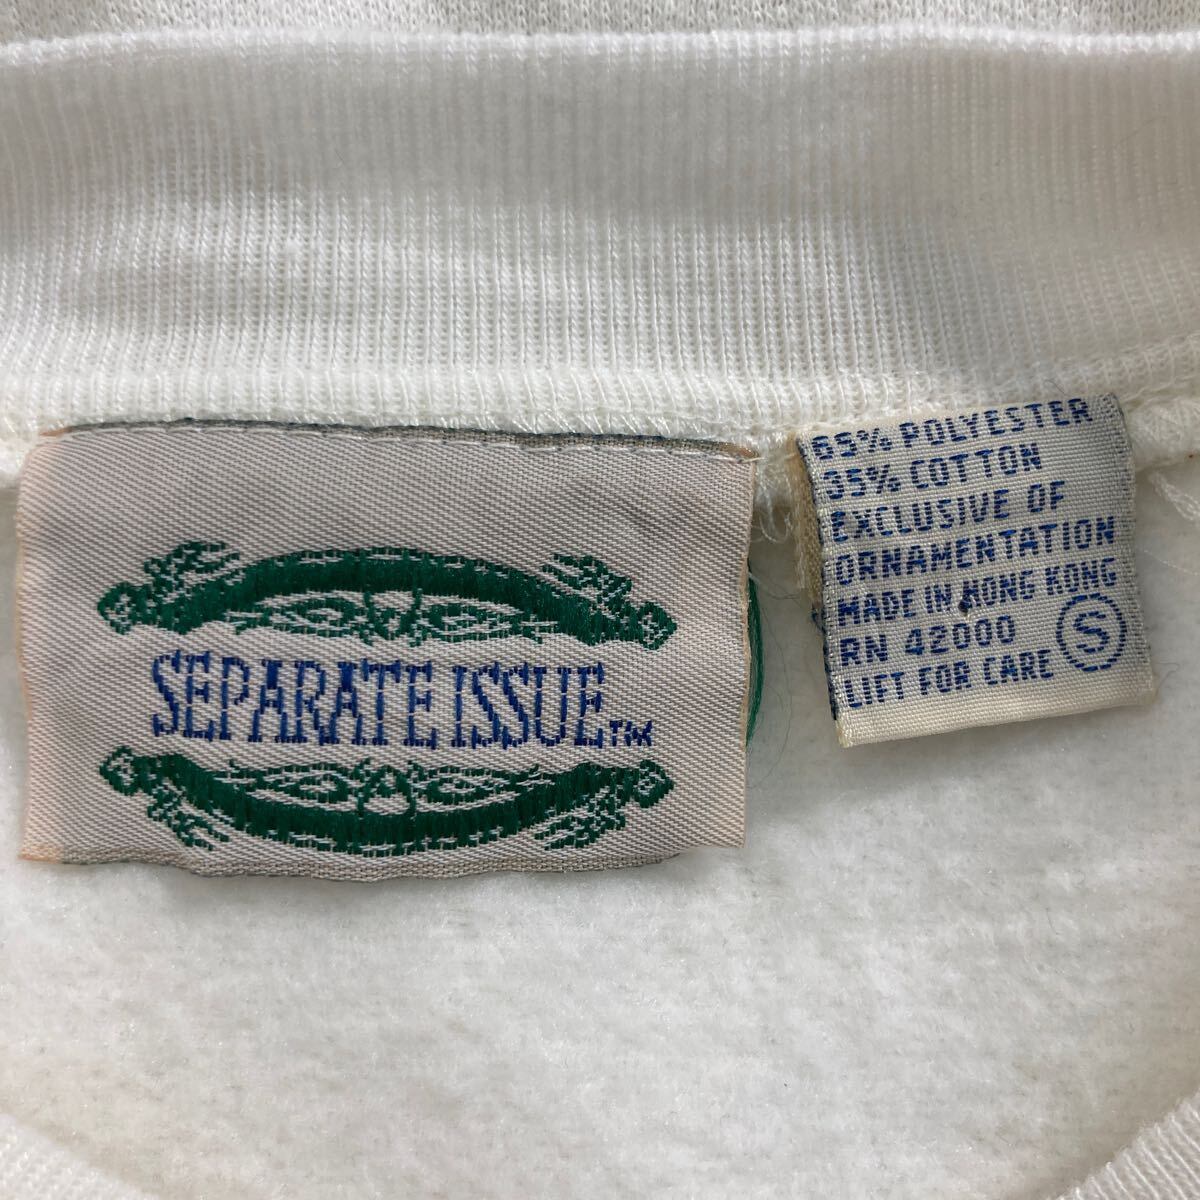 SEPARATE ISSUE™
65% POLYESTER
35% COTTON
EXCLUSIVE OF
ORNAMENTATION
MADE IN HONG KONG
RN 42000
S
LIFT FOR CARE